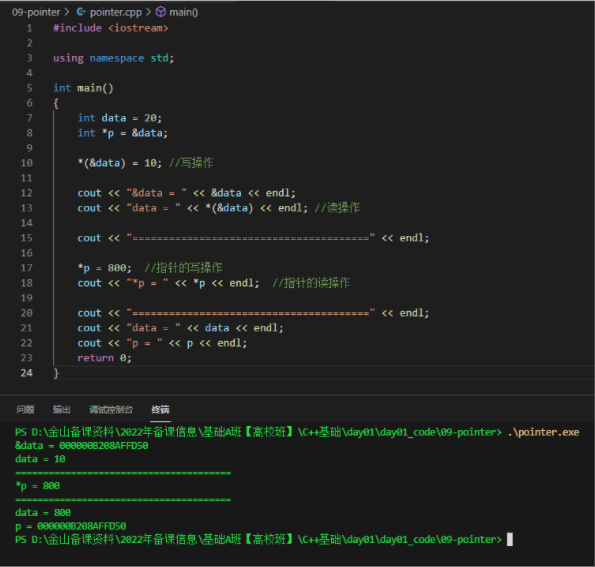 09-pointer > pointer.cpp > main()
1 #include <iostream>
2
3 using namespace std;
4
5 int main()
6 {
7 int data = 20;
8 int *p = &data;
9
10 *(&data) = 10; //写操作
11
12 cout << "&data = " << &data << endl;
13 cout << "data = " << *(&data) << endl; //读操作
14
15 cout << "=======================================" << endl;
16
17 *p = 800;  //指针的写操作
18 cout << "*p = " << *p << endl;  //指针的读操作
19
20 cout << "=======================================" << endl;
21 cout << "data = " << data << endl;
22 cout << "p = " << p << endl;
23 return 0;
24 }
问题 输出 调试控制台 终端
PS D:\金山备课资料\2022年备课信息\基础A班【高校班】\C++基础\day01\day01_code\09-pointer> .\pointer.exe
&data = 000000B208AFFD50
data = 10
=======================================
*p = 800
=======================================
data = 800
p = 000000B208AFFD50
PS D:\金山备课资料\2022年备课信息\基础A班【高校班】\C++基础\day01\day01_code\09-pointer>